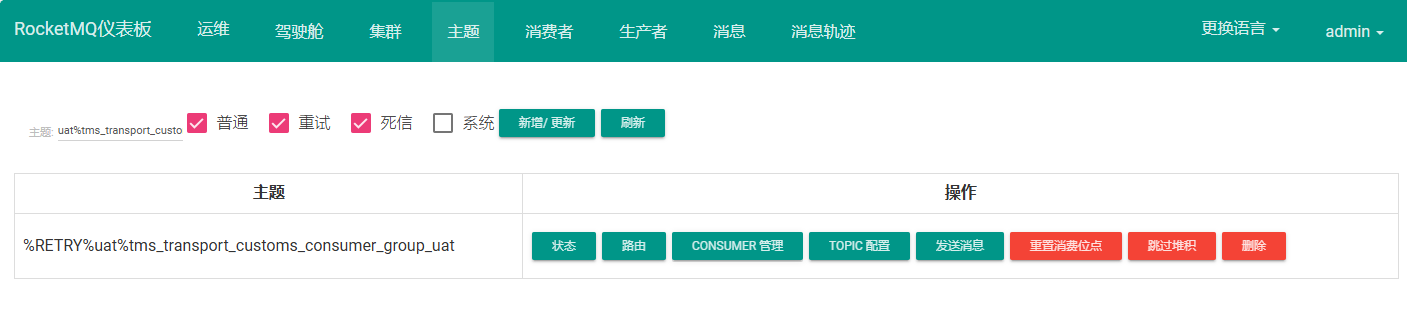 RocketMQ仪表板 运维 驾驶舱 集群 主题 消费者 生产者 消息 消息轨迹 更换语言 admin
主题: uat%tms_transport_custo 普通 重试 死信 系统 新增/ 更新 刷新
主题 操作
%RETRY%uat%tms_transport_customs_consumer_group_uat 状态 路由 CONSUMER 管理 TOPIC 配置 发送消息 重置消费位点 跳过堆积 删除